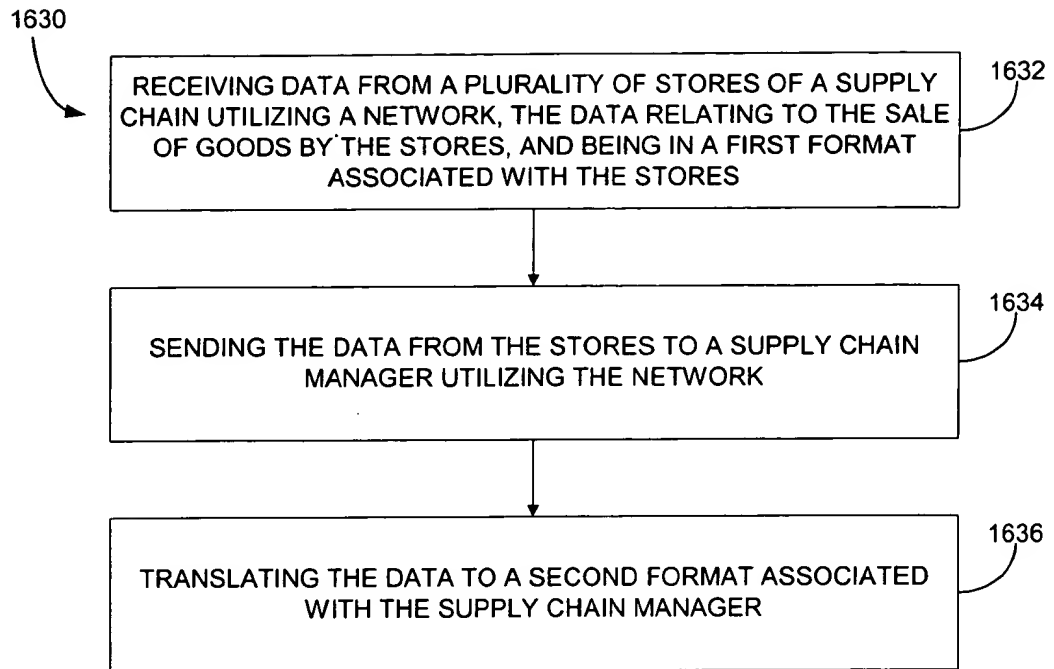 1630
RECEIVING DATA FROM A PLURALITY OF STORES OF A SUPPLY
CHAIN UTILIZING A NETWORK, THE DATA RELATING TO THE SALE
OF GOODS BY THE STORES, AND BEING IN A FIRST FORMAT
ASSOCIATED WITH THE STORES
1632
SENDING THE DATA FROM THE STORES TO A SUPPLY CHAIN
MANAGER UTILIZING THE NETWORK
1634
TRANSLATING THE DATA TO A SECOND FORMAT ASSOCIATED
WITH THE SUPPLY CHAIN MANAGER
1636